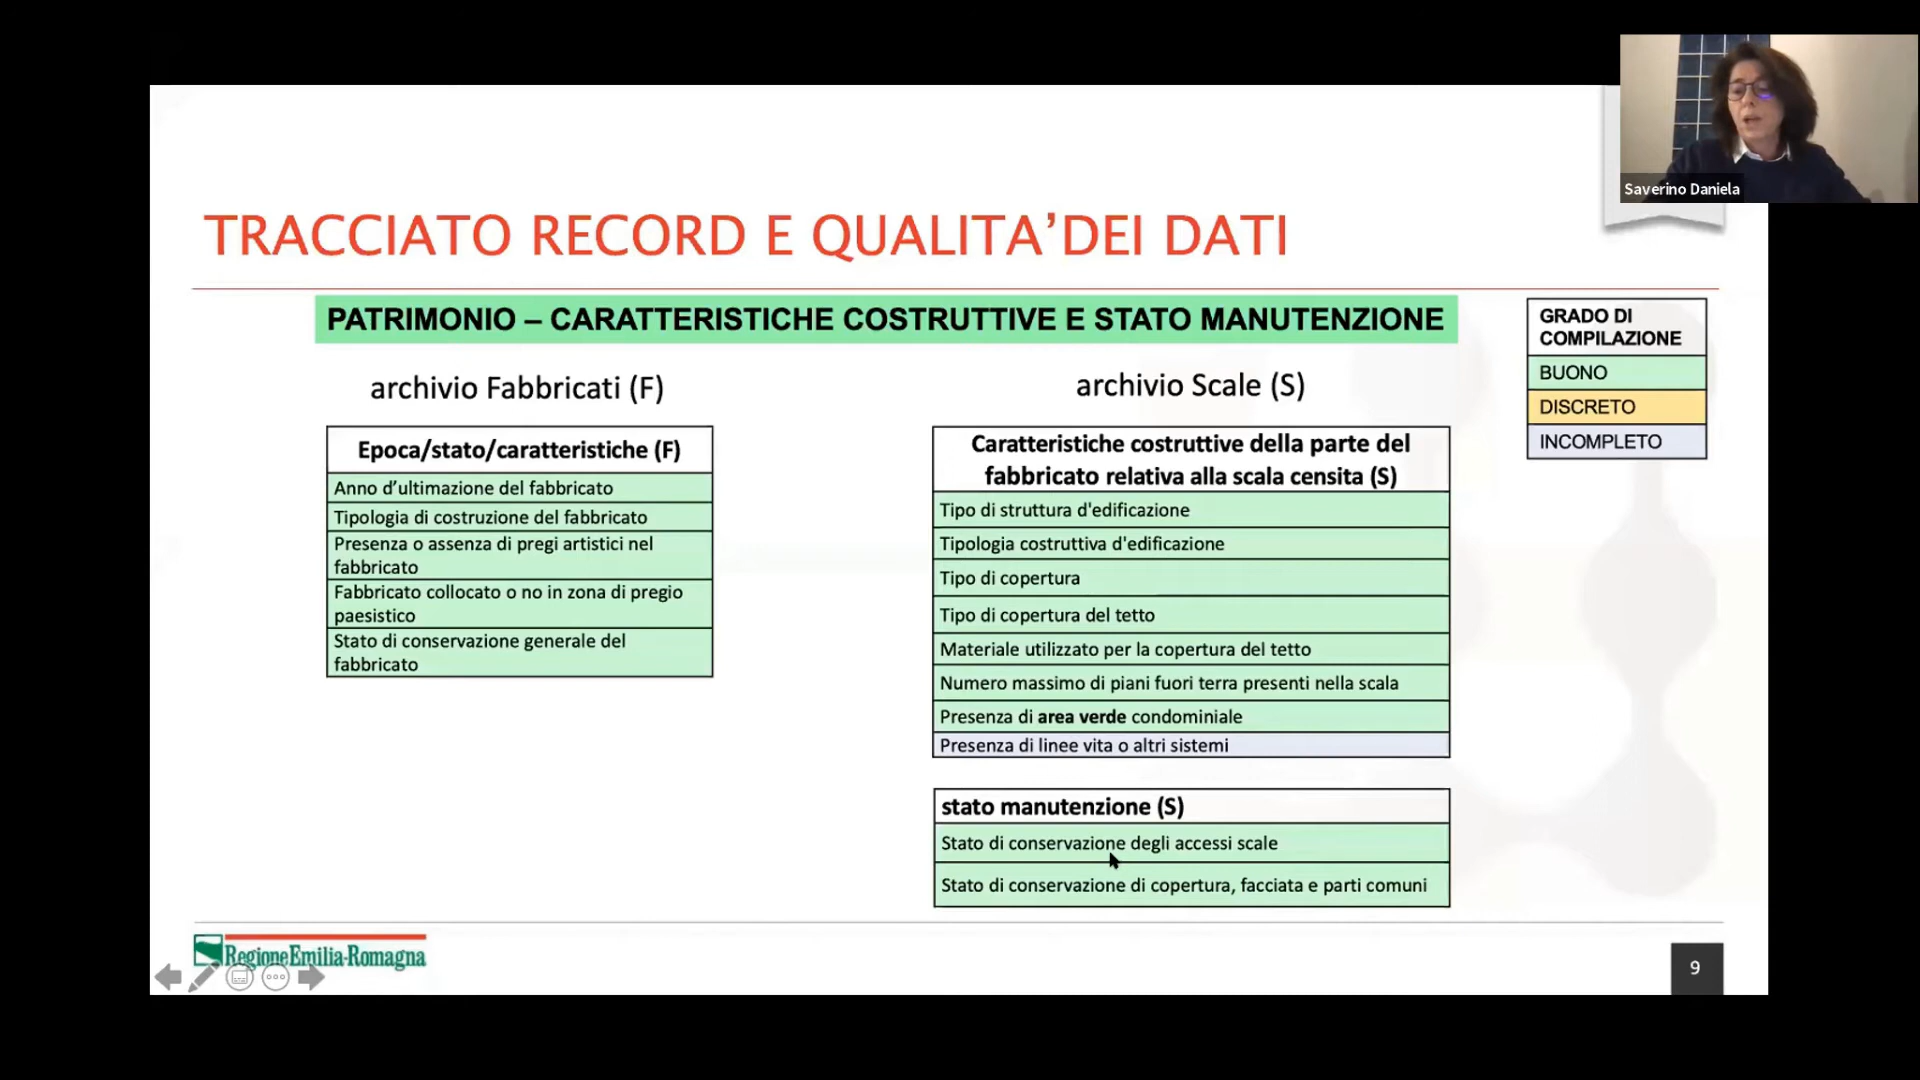 Saverino Daniela
TRACCIATO RECORD E QUALITA’DEI DATI
PATRIMONIO – CARATTERISTICHE COSTRUTTIVE E STATO MANUTENZIONE
GRADO DI
COMPILAZIONE
BUONO
DISCRETO
INCOMPLETO
archivio Fabbricati (F)
Epoca/stato/caratteristiche (F)
Anno d’ultimazione del fabbricato
Tipologia di costruzione del fabbricato
Presenza o assenza di pregi artistici nel
fabbricato
Fabbricato collocato o no in zona di pregio
paesistico
Stato di conservazione generale del
fabbricato
archivio Scale (S)
Caratteristiche costruttive della parte del
fabbricato relativa alla scala censita (S)
Tipo di struttura d'edificazione
Tipologia costruttiva d'edificazione
Tipo di copertura
Tipo di copertura del tetto
Materiale utilizzato per la copertura del tetto
Numero massimo di piani fuori terra presenti nella scala
Presenza di area verde condominiale
Presenza di linee vita o altri sistemi
stato manutenzione (S)
Stato di conservazione degli accessi scale
Stato di conservazione di copertura, facciata e parti comuni
RegioneEmilia-Romagna
9